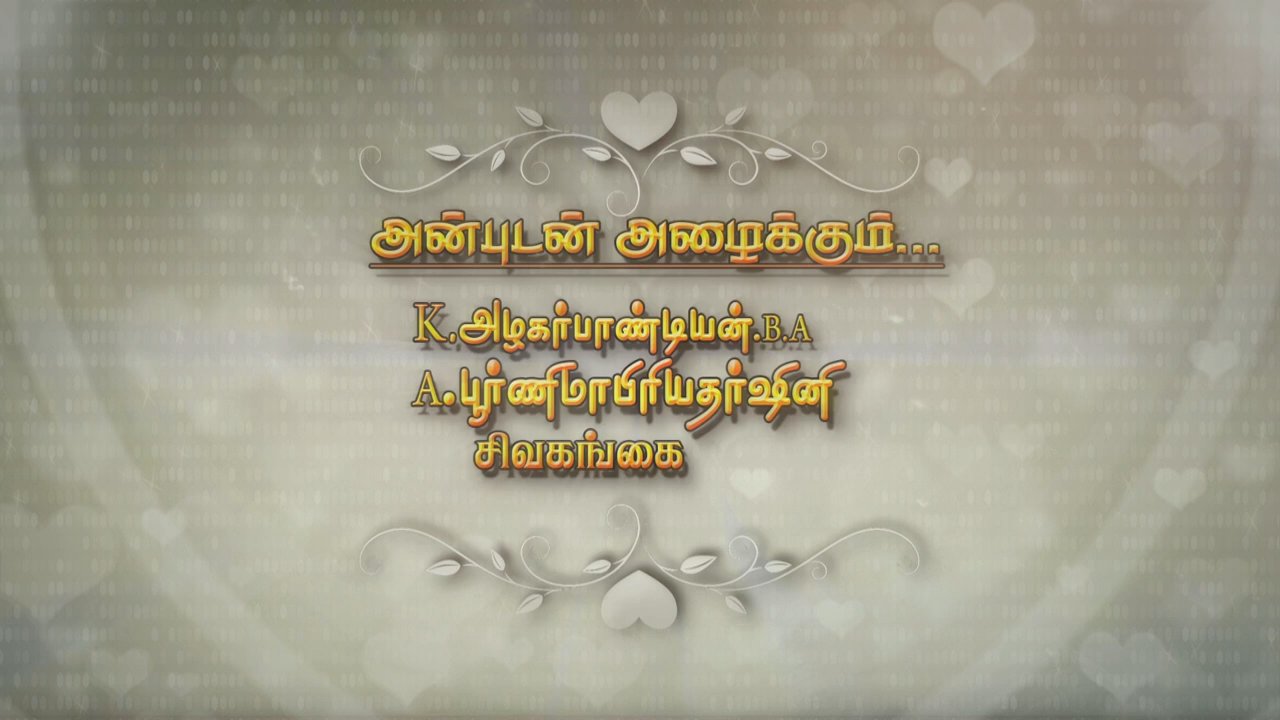 அன்புடன் அழைக்கும்...
K.அழகர்பாண்டியன்.B.A
A.பூர்ணிமாபிரியதர்ஷினி
சிவகங்கை